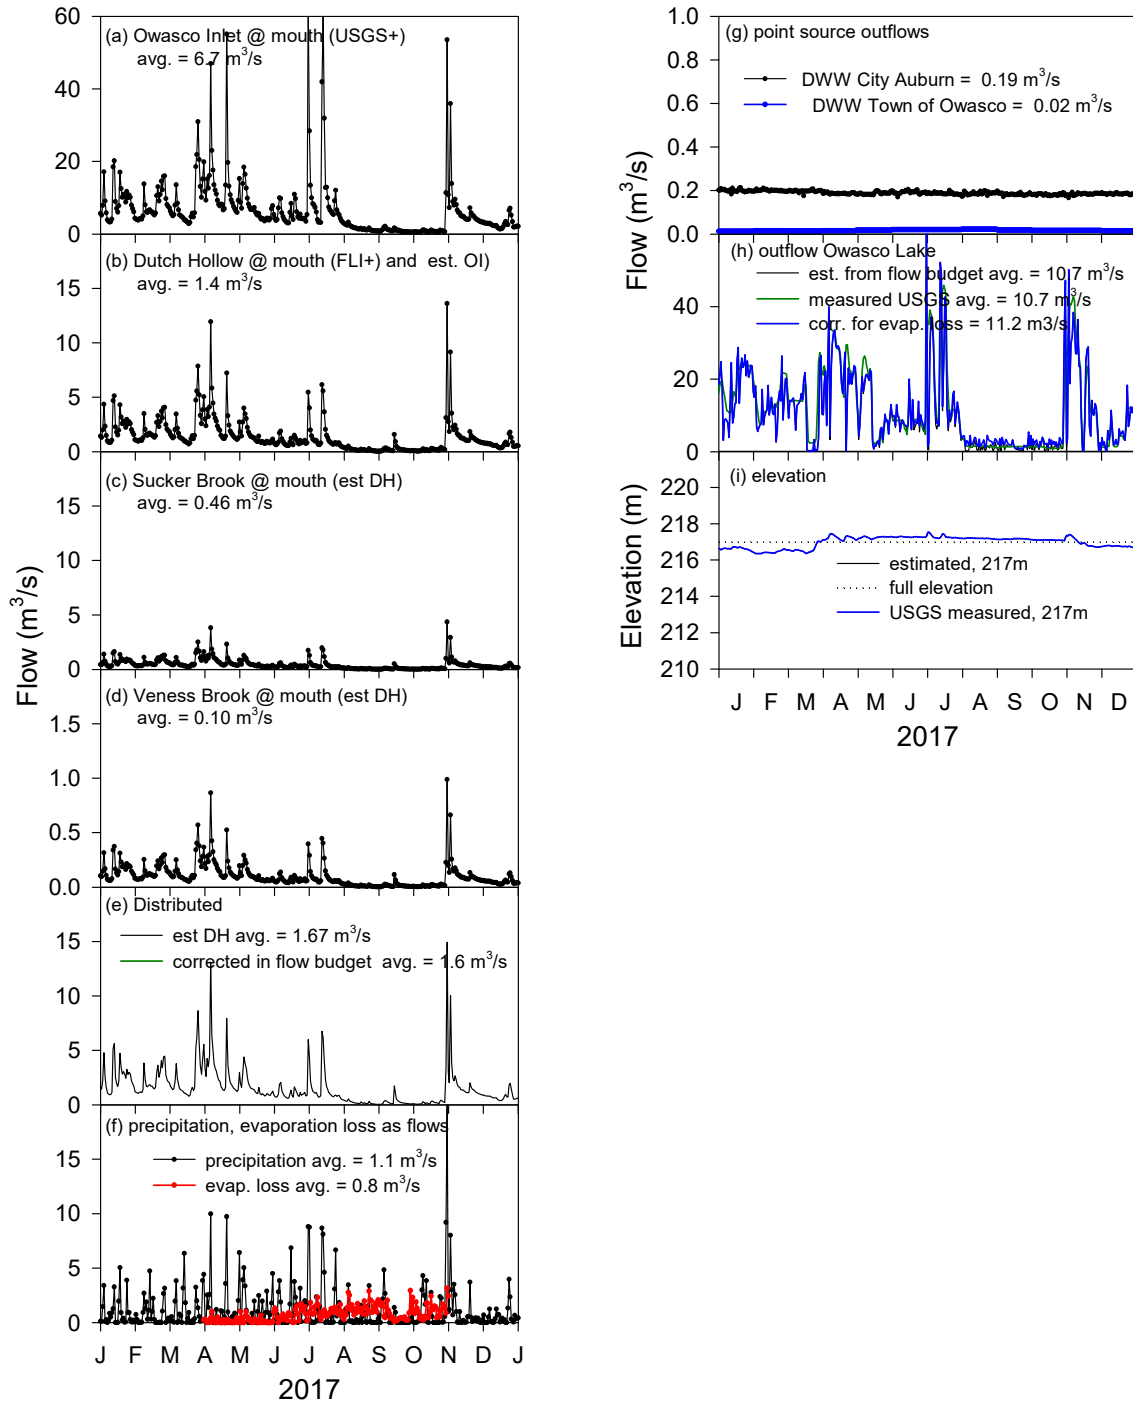 (a) Owasco Inlet @ mouth (USGS+)
avg. = 6.7 m³/s
60
40
20
0
(b) Dutch Hollow @ mouth (FLI+) and est. OI)
avg. = 1.4 m³/s
15
10
5
0
(c) Sucker Brook @ mouth (est DH)
avg. = 0.46 m³/s
15
10
5
0
Flow (m³/s)
(d) Veness Brook @ mouth (est DH)
avg. = 0.10 m³/s
1.5
1.0
0.5
0.0
(e) Distributed
est DH avg. = 1.67 m³/s
corrected in flow budget avg. = 1.6 m³/s
15
10
5
0
(f) precipitation, evaporation loss as flows
precipitation avg. = 1.1 m³/s
evap. loss avg. = 0.8 m³/s
15
10
5
0
J F M A M J J A S O N D J
2017
(g) point source outflows
DWW City Auburn = 0.19 m³/s
DWW Town of Owasco = 0.02 m³/s
1.0
0.8
0.6
0.4
0.2
0.0
Flow (m³/s)
(h) outflow Owasco Lake
est. from flow budget avg. = 10.7 m³/s
measured USGS avg. = 10.7 m³/s
corr. for evap. loss = 11.2 m3/s
40
20
0
(i) elevation
estimated, 217m
full elevation
USGS measured, 217m
220
218
216
214
212
210
Elevation (m)
J F M A M J J A S O N D
2017